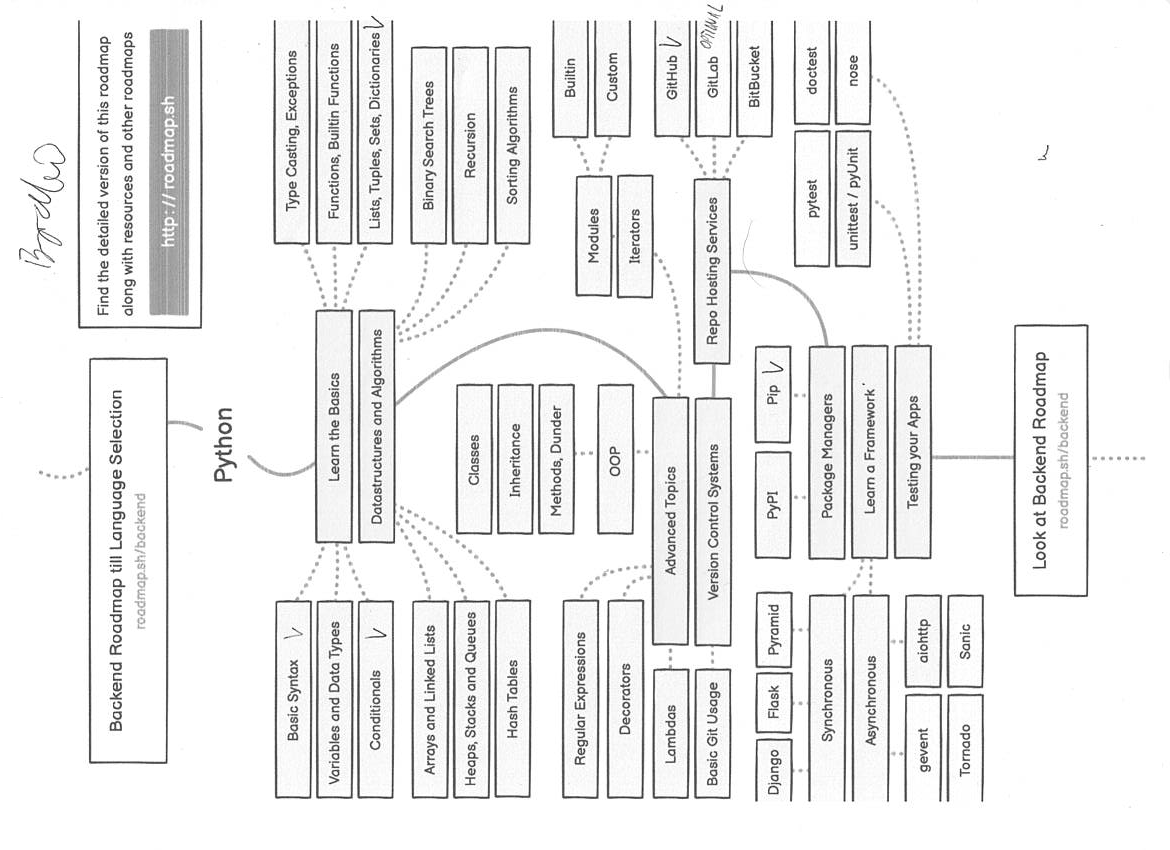 Find the detailed version of this roadmap
along with resources and other roadmaps
http://roadmap.sh
Backend Roadmap till Language Selection
roadmap.sh/backend
Python
Learn the Basics
Datastructures and Algorithms
Basic Syntax
Variables and Data Types
Conditionals
Type Casting, Exceptions
Functions, Builtin Functions
Lists, Tuples, Sets, Dictionaries
Arrays and Linked Lists
Heaps, Stacks and Queues
Hash Tables
Binary Search Trees
Recursion
Sorting Algorithms
Classes
Inheritance
Methods, Dunder
OOP
Regular Expressions
Decorators
Lambdas
Advanced Topics
Modules
Iterators
Builtin
Custom
Version Control Systems
Basic Git Usage
Repo Hosting Services
GitHub
GitLab OPTIONAL
BitBucket
PyPI
Pip
Package Managers
Learn a Framework
Testing your Apps
Django
Flask
Pyramid
Synchronous
Asynchronous
gevent
aiohttp
Tornado
Sanic
pytest
doctest
unittest / pyUnit
nose
Look at Backend Roadmap
roadmap.sh/backend